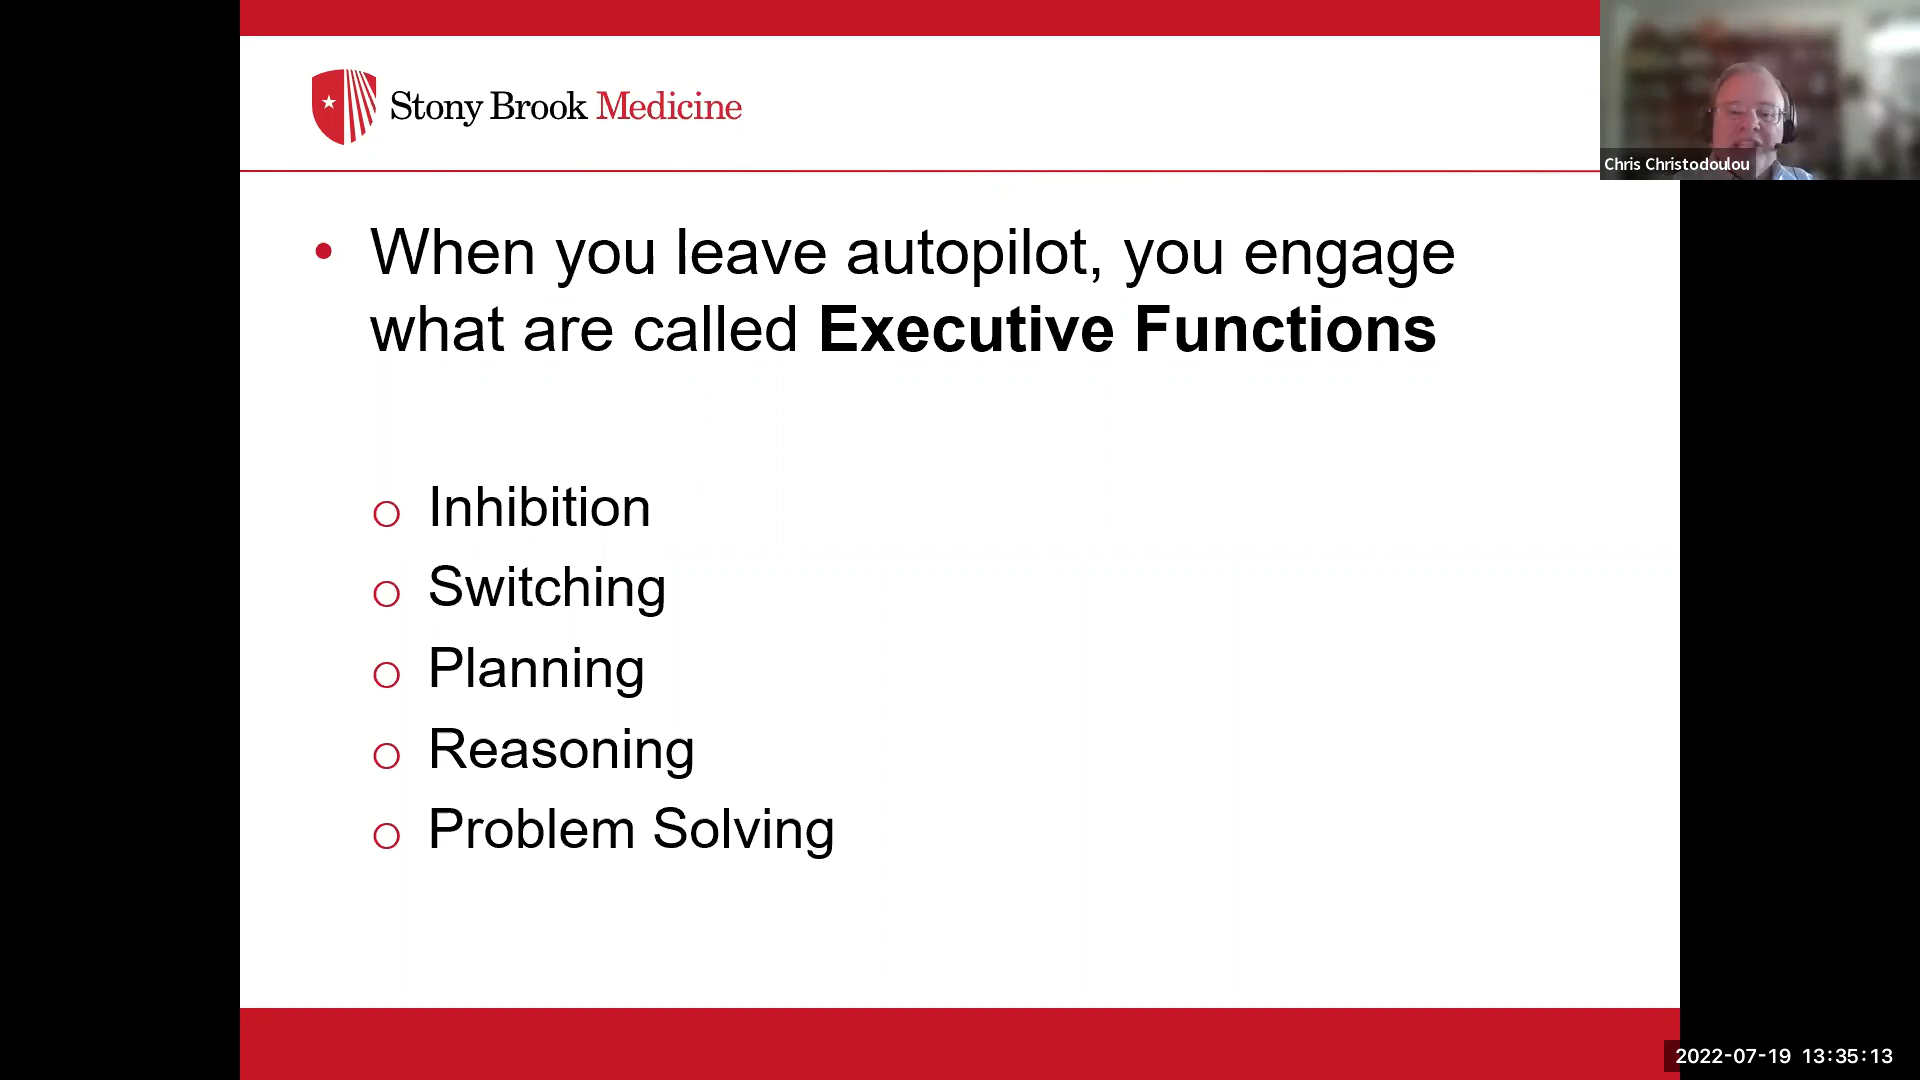 Stony Brook Medicine
Chris Christodoulou
• When you leave autopilot, you engage
what are called Executive Functions
o Inhibition
o Switching
o Planning
o Reasoning
o Problem Solving
2022-07-19 13:35:13